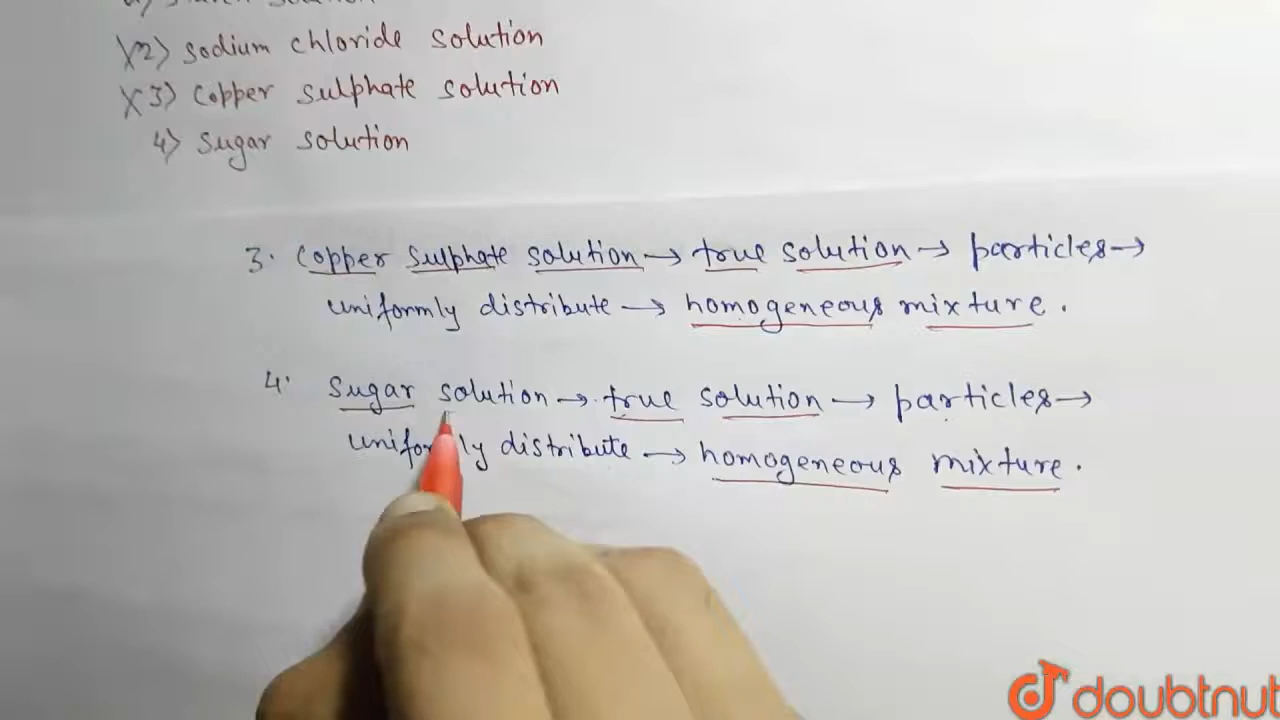 2) Sodium chloride solution
3) Copper sulphate solution
4) Sugar solution
3. Copper sulphate solution → true solution → particles →
uniformly distribute → homogeneous mixture.
4. Sugar solution → true solution → particles →
uniformly distribute → homogeneous mixture.
doubtnut